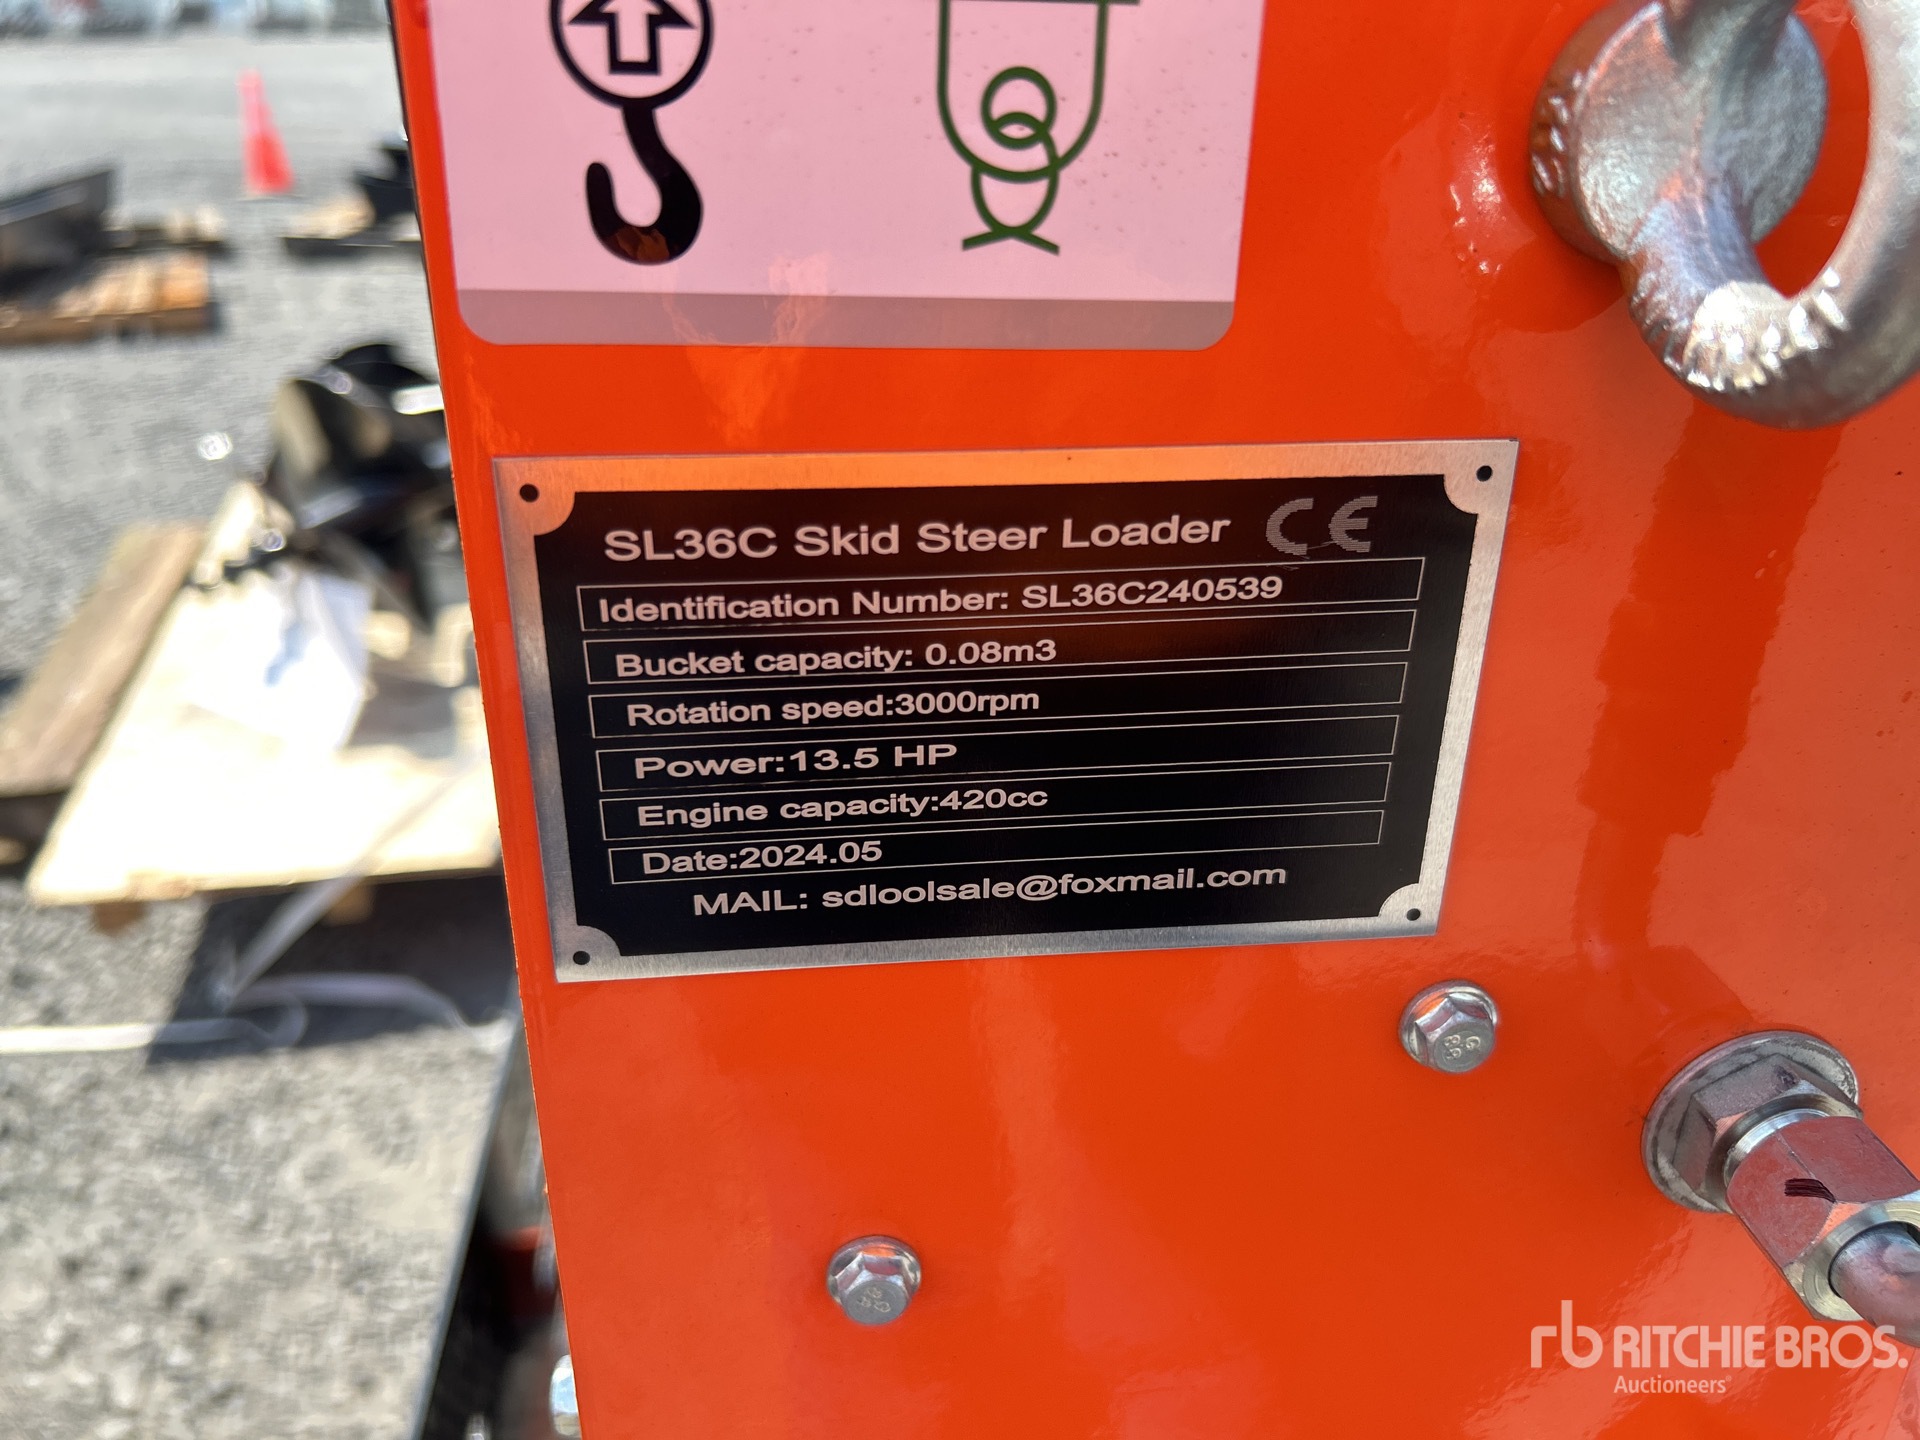 SL36C Skid Steer Loader CE
Identification Number: SL36C240539
Bucket capacity: 0.08m3
Rotation speed:3000rpm
Power:13.5 HP
Engine capacity:420cc
Date:2024.05
MAIL: sdloolsale@foxmail.com
rb RITCHIE BROS.
Auctioneers